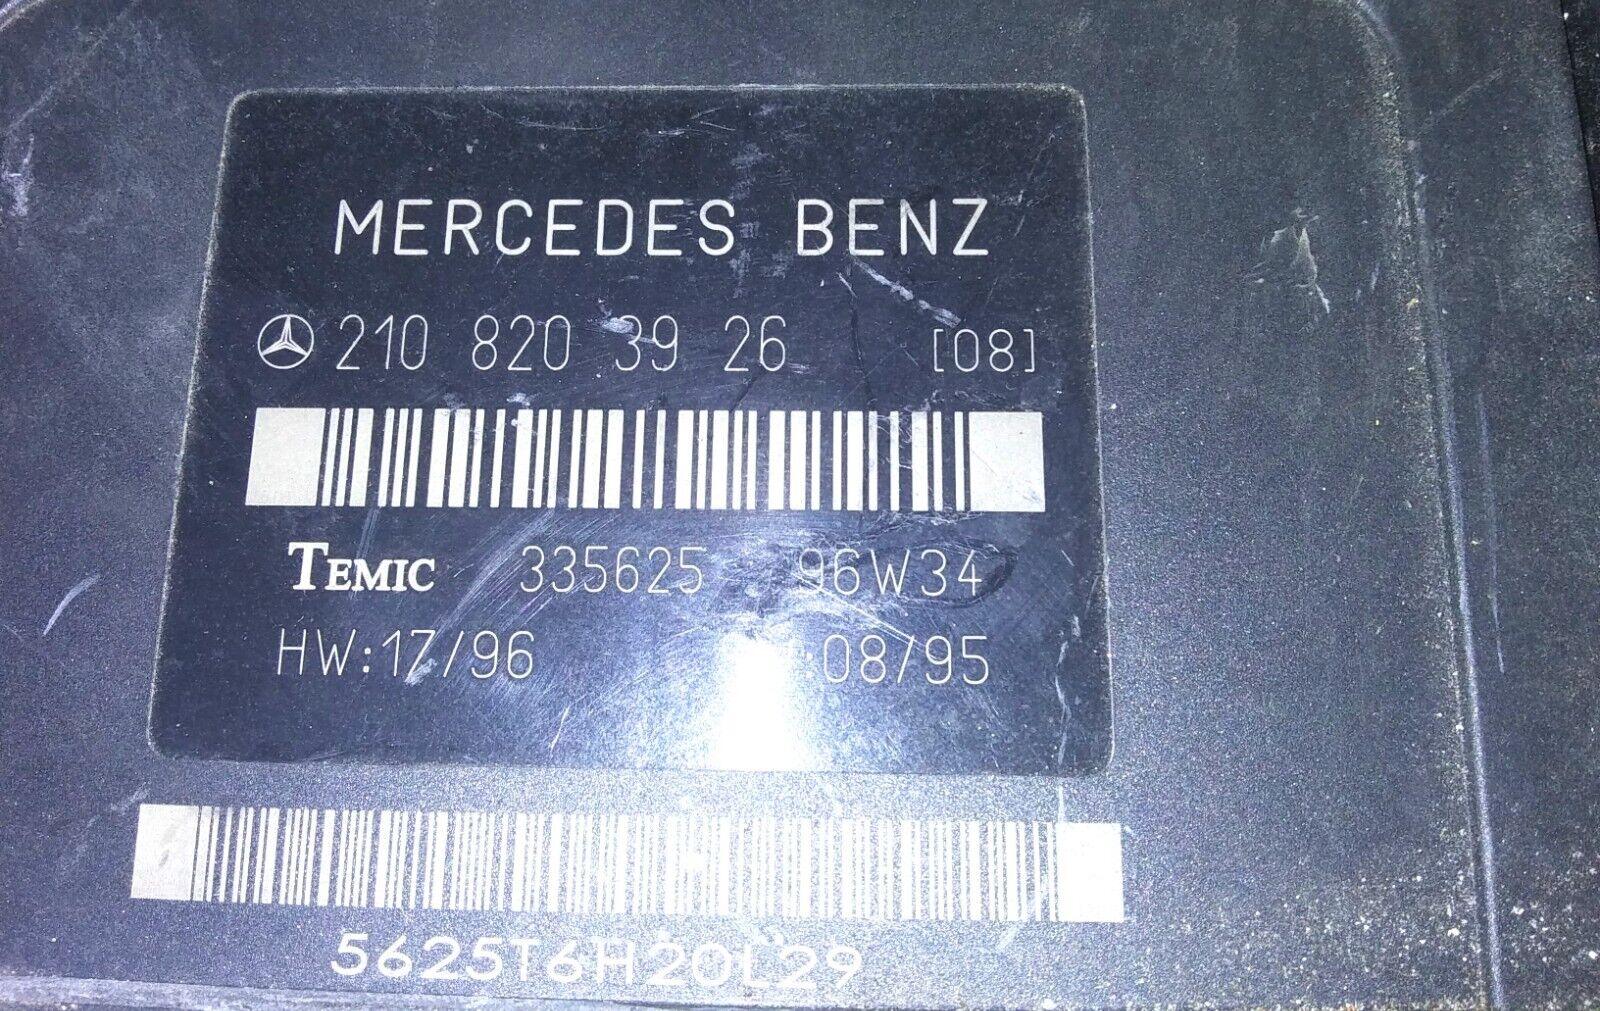 MERCEDES BENZ
210 820 39 26 [08]
TEMIC 335625 96W34
HW:17/96 :08/95
5625T6H20L29